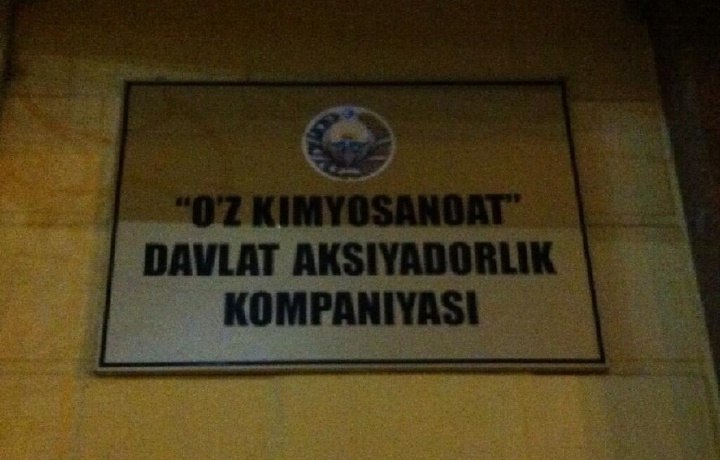 “O’Z KIMYOSANOAT”
DAVLAT AKSIYADORLIK
KOMPANIYASI